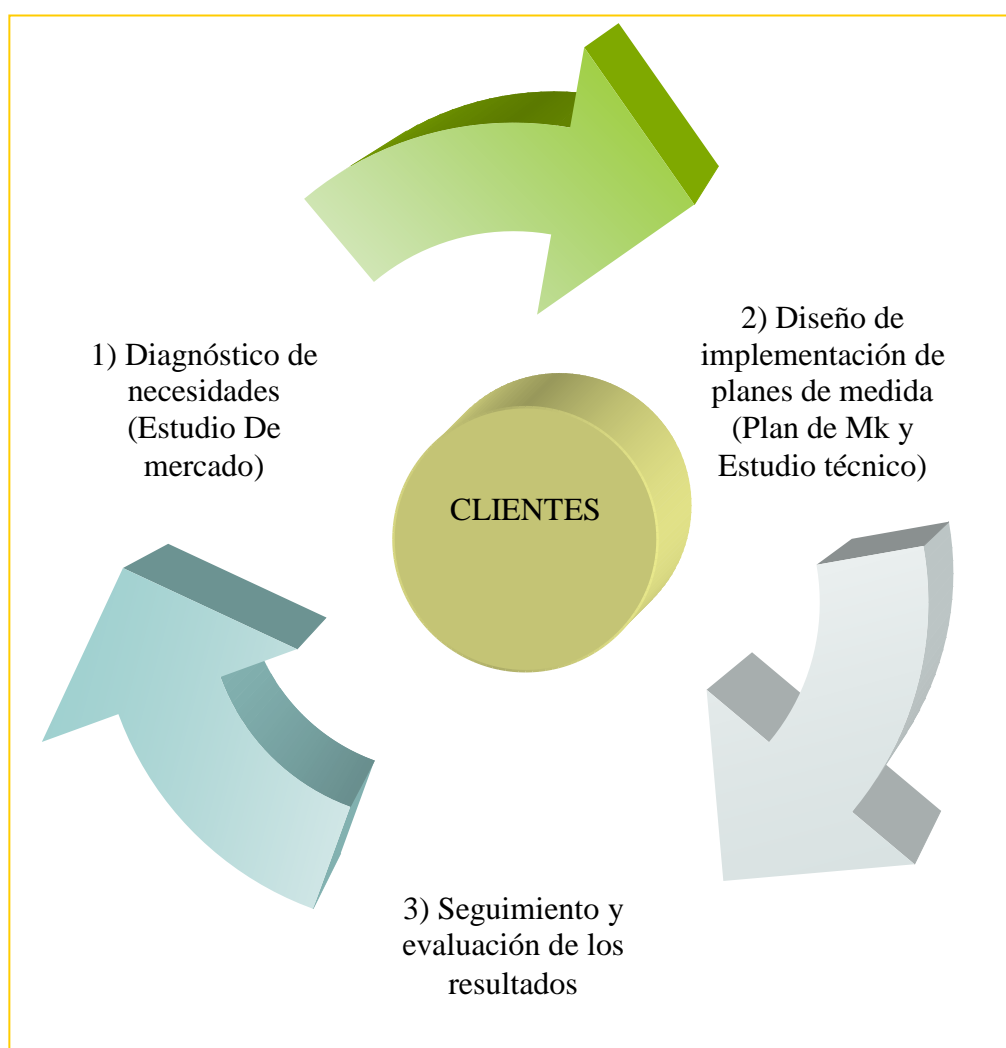 1) Diagnóstico de
necesidades
(Estudio De
mercado)
2) Diseño de
implementación de
planes de medida
(Plan de Mk y
Estudio técnico)
CLIENTES
3) Seguimiento y
evaluación de los
resultados